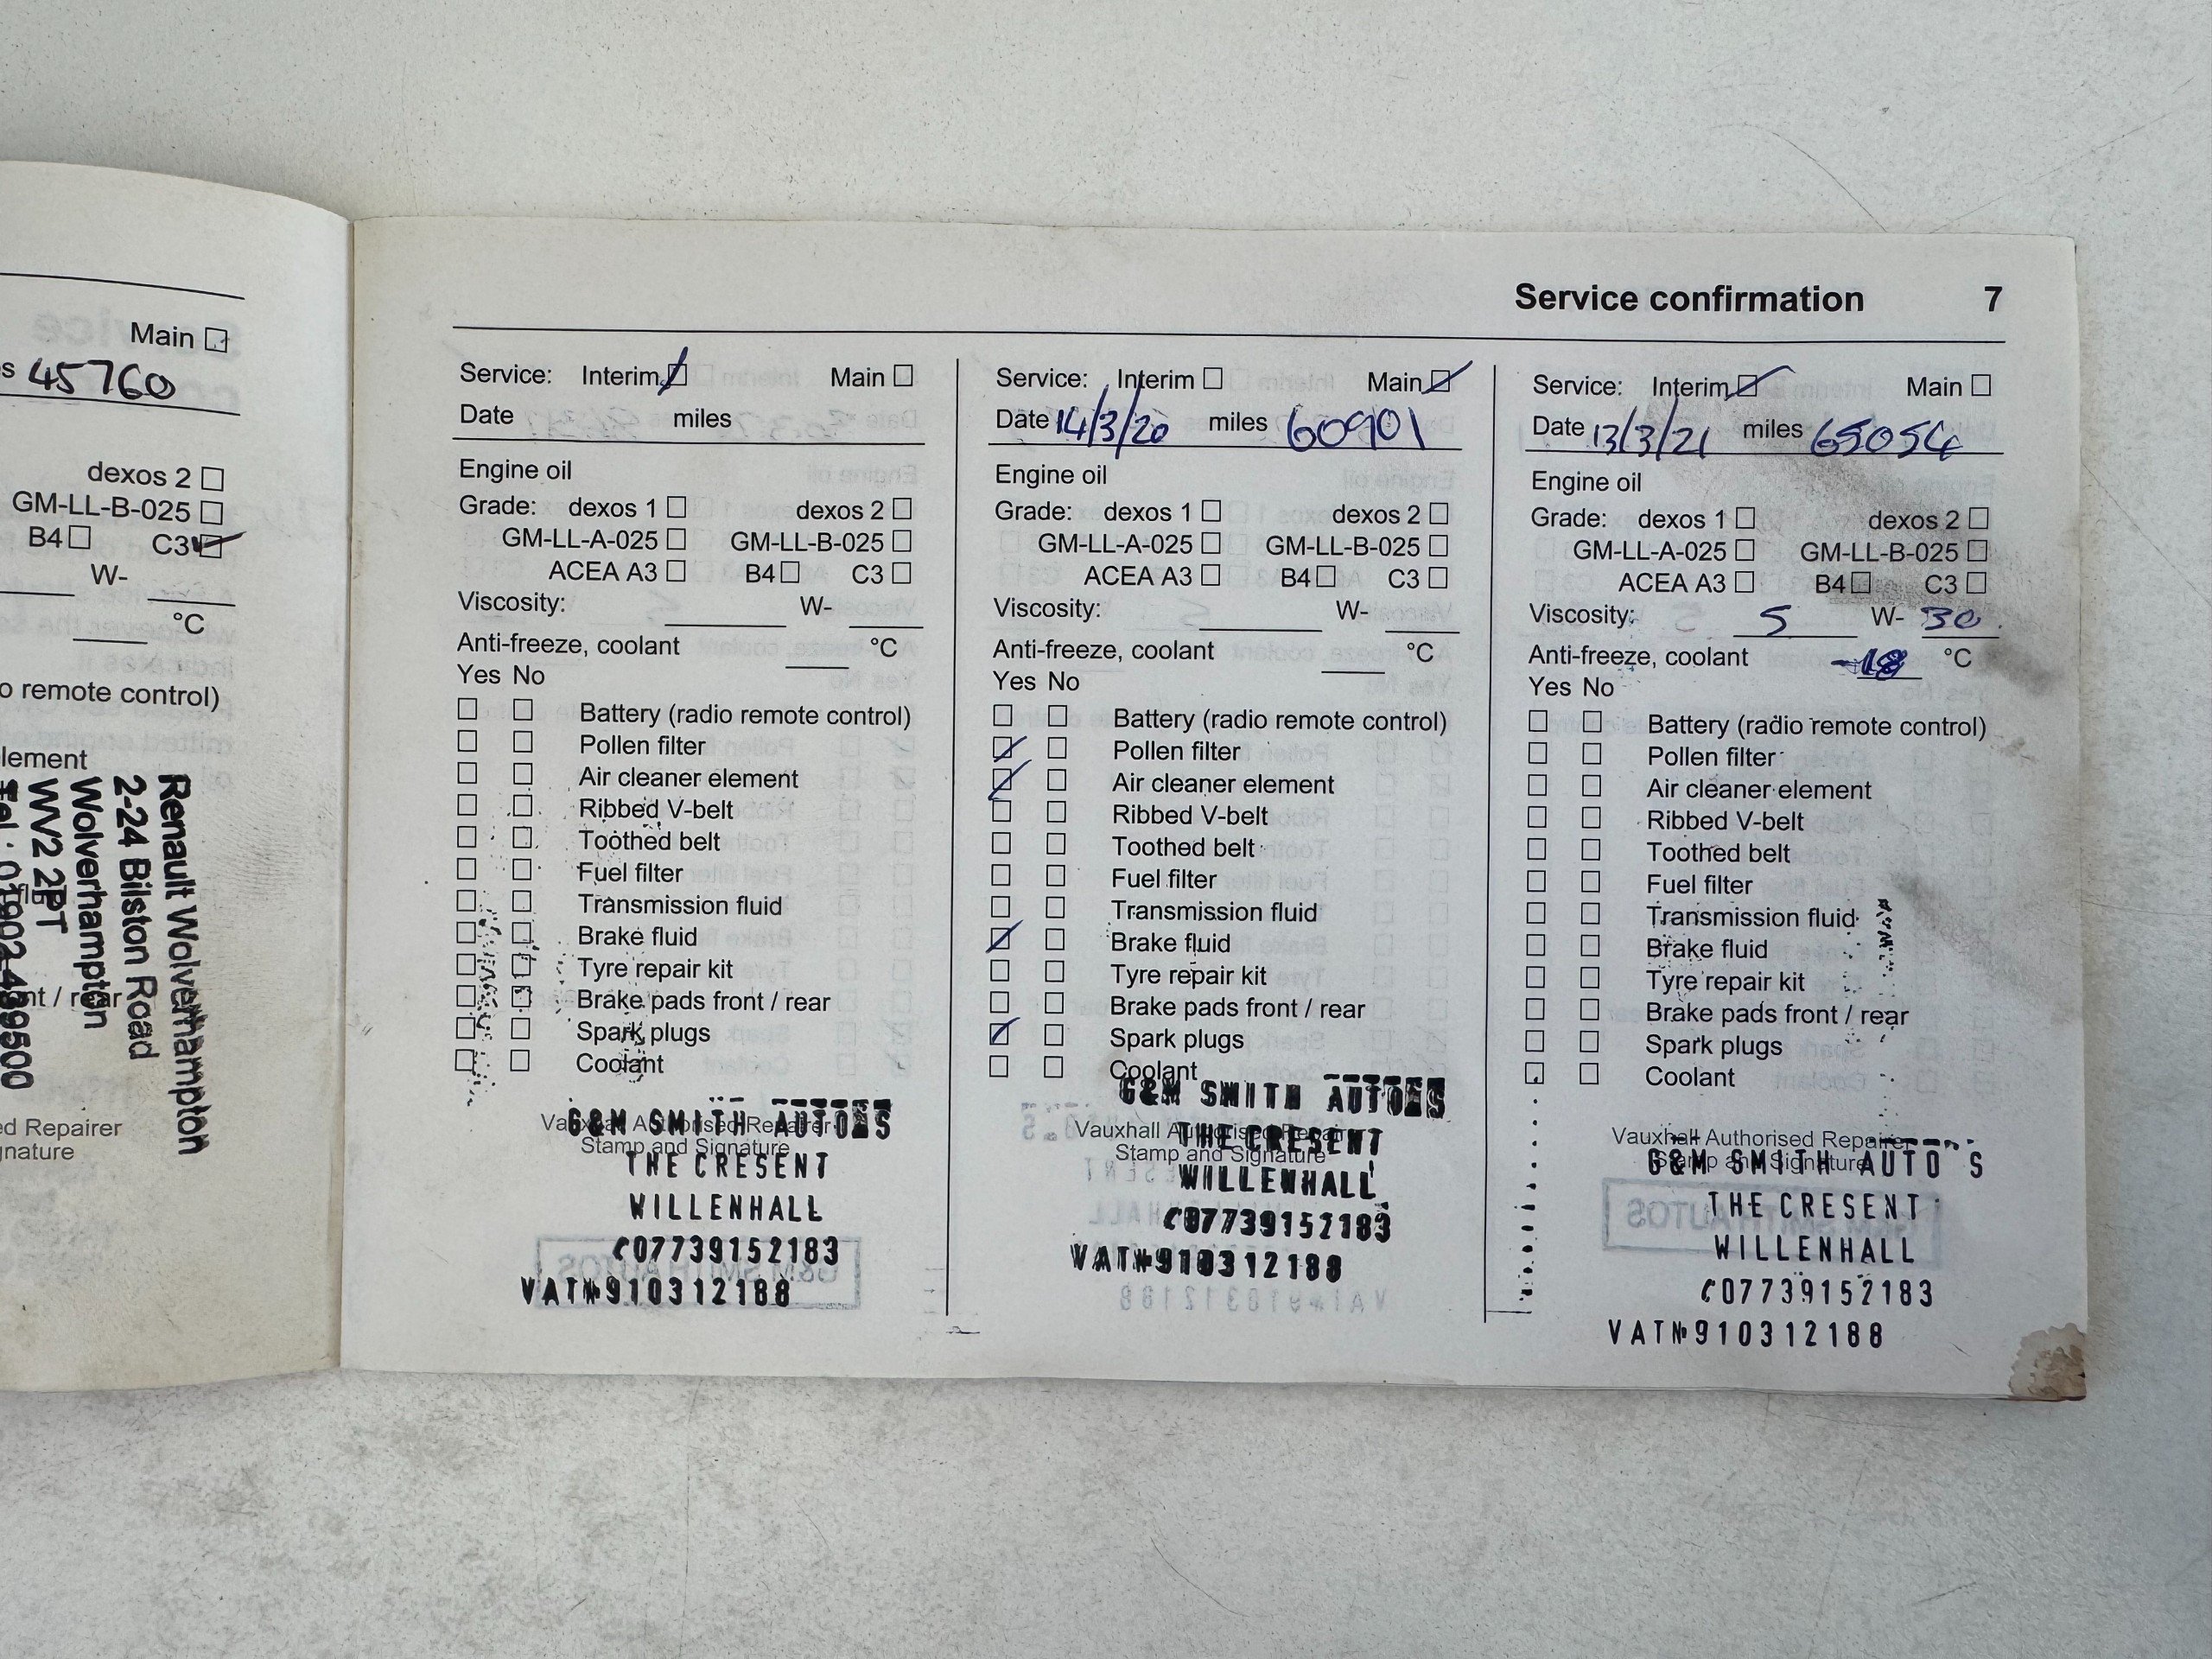 Main
45760
dexos 2
GM-LL-B-025
B4 C3
W-
°C
o remote control)
lement
Renault Wolverhampton
2-24 Bilston Road
Wolverhampton
WV2 2PT
nt / rear
ed Repairer
gnature
Service confirmation 7
Service: Interim Main
Date miles
Engine oil
Grade: dexos 1 dexos 2
GM-LL-A-025 GM-LL-B-025
ACEA A3 B4 C3
Viscosity: W-
Anti-freeze, coolant °C
Yes No
Battery (radio remote control)
Pollen filter
Air cleaner element
Ribbed V-belt
Toothed belt
Fuel filter
Transmission fluid
Brake fluid
Tyre repair kit
Brake pads front / rear
Spark plugs
Coolant
Vauxhall Authorised Repairer
Stamp and Signature
G&M SMITH AUTO'S
THE CRESENT
WILLENHALL
C07739152183
VAT№910312188
Service: Interim Main
Date 14/3/20 miles 60901
Engine oil
Grade: dexos 1 dexos 2
GM-LL-A-025 GM-LL-B-025
ACEA A3 B4 C3
Viscosity: W-
Anti-freeze, coolant °C
Yes No
Battery (radio remote control)
Pollen filter
Air cleaner element
Ribbed V-belt
Toothed belt
Fuel filter
Transmission fluid
Brake fluid
Tyre repair kit
Brake pads front / rear
Spark plugs
Coolant
G&M SMITH AUTO'S
Vauxhall Authorised Repairer
Stamp and Signature
THE CRESENT
WILLENHALL
C07739152183
VAT№910312188
Service: Interim Main
Date 13/3/21 miles 65054
Engine oil
Grade: dexos 1 dexos 2
GM-LL-A-025 GM-LL-B-025
ACEA A3 B4 C3
Viscosity: 5 W- 30
Anti-freeze, coolant -18 °C
Yes No
Battery (radio remote control)
Pollen filter
Air cleaner element
Ribbed V-belt
Toothed belt
Fuel filter
Transmission fluid
Brake fluid
Tyre repair kit
Brake pads front / rear
Spark plugs
Coolant
Vauxhall Authorised Repairer
Stamp and Signature
G&M SMITH AUTO'S
THE CRESENT
WILLENHALL
C07739152183
VAT№910312188